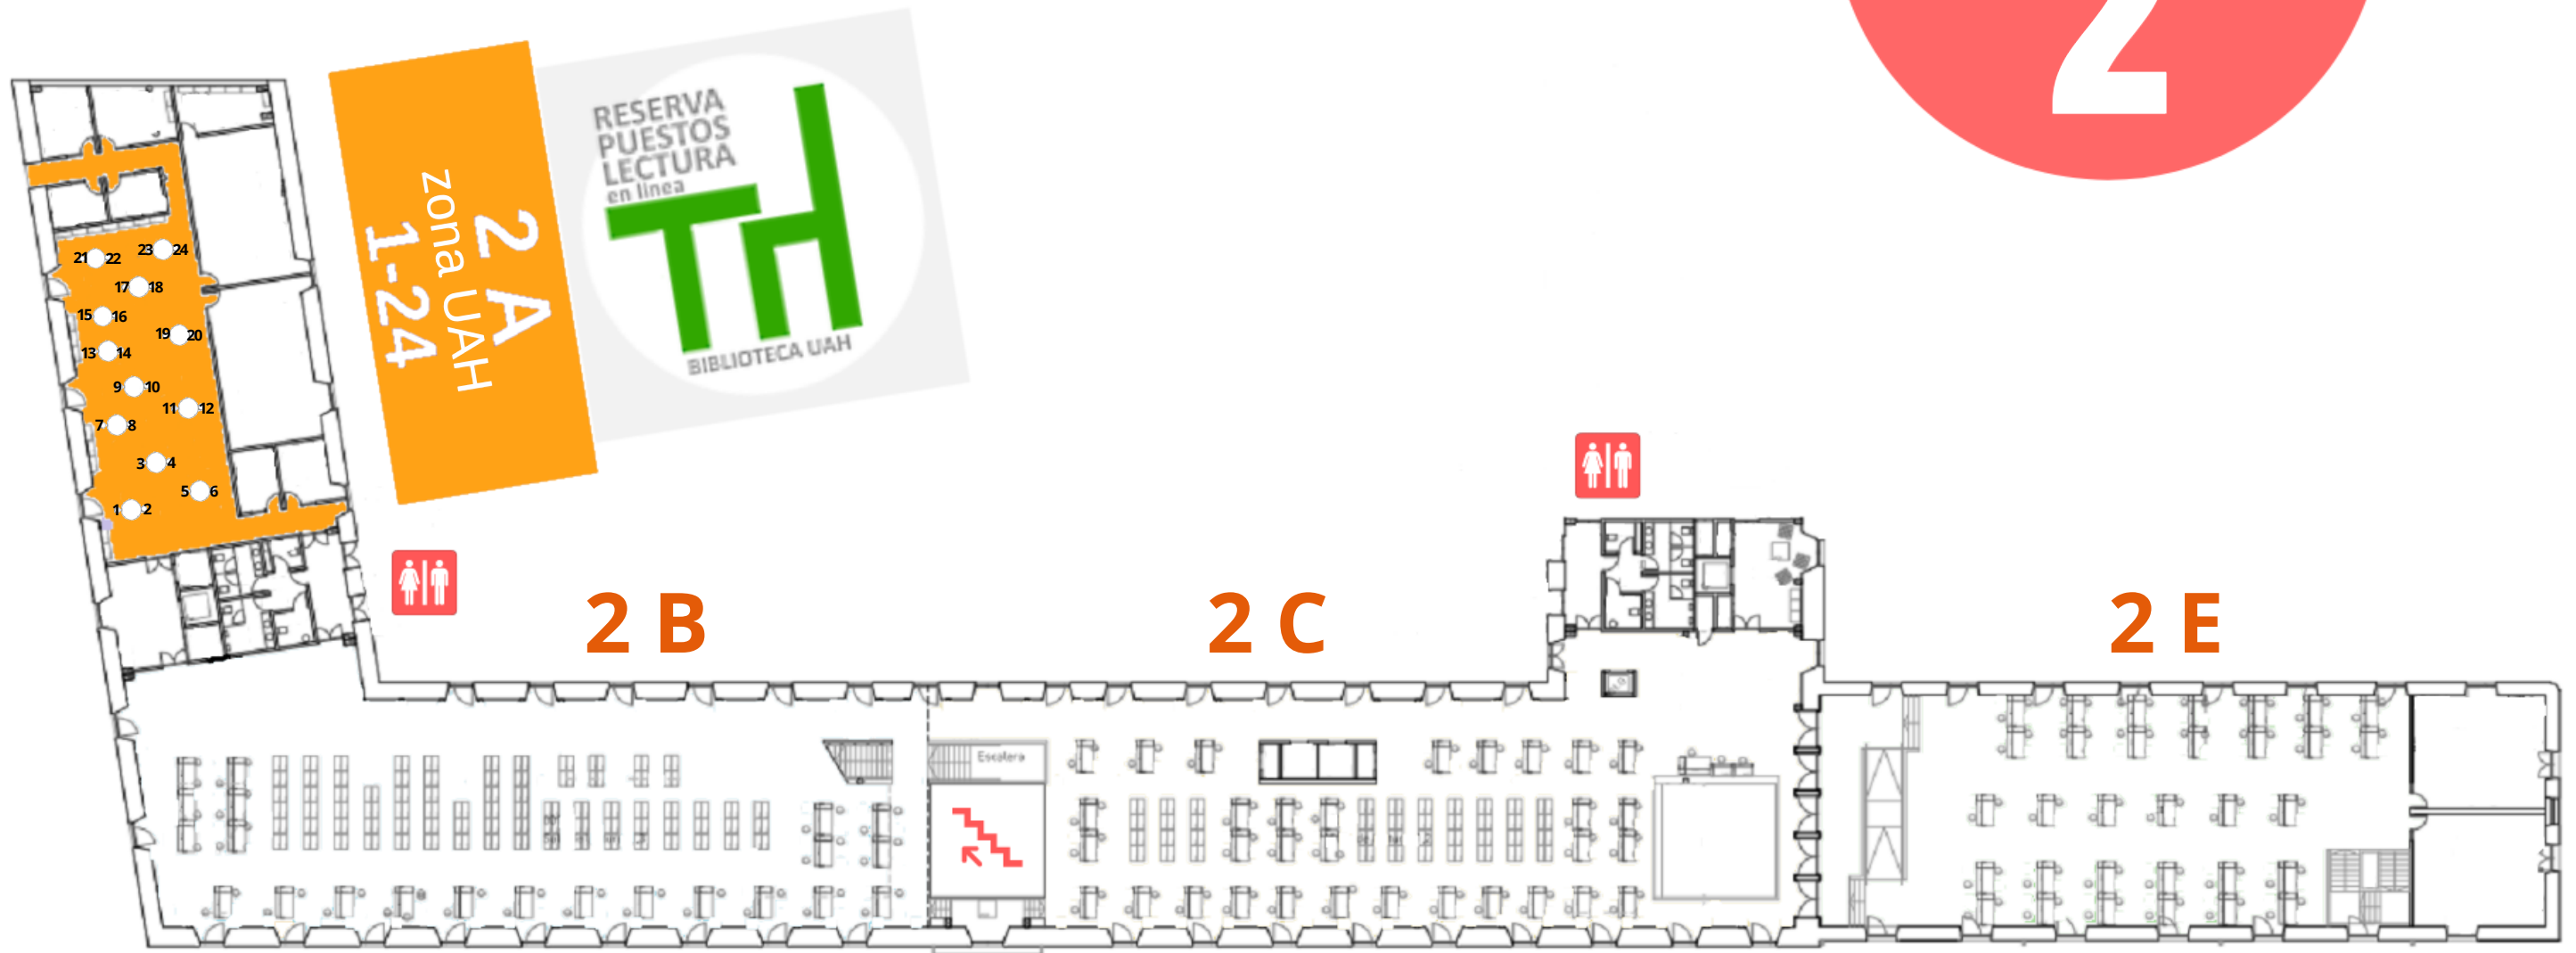 2
RESERVA
PUESTOS
LECTURA
en línea
TH
BIBLIOTECA UAH
2 A
zona UAH
1-24
21 22
23 24
17 18
15 16
19 20
13 14
9 10
11 12
7 8
3 4
5 6
1 2
2 B
2 C
2 E
Escalera